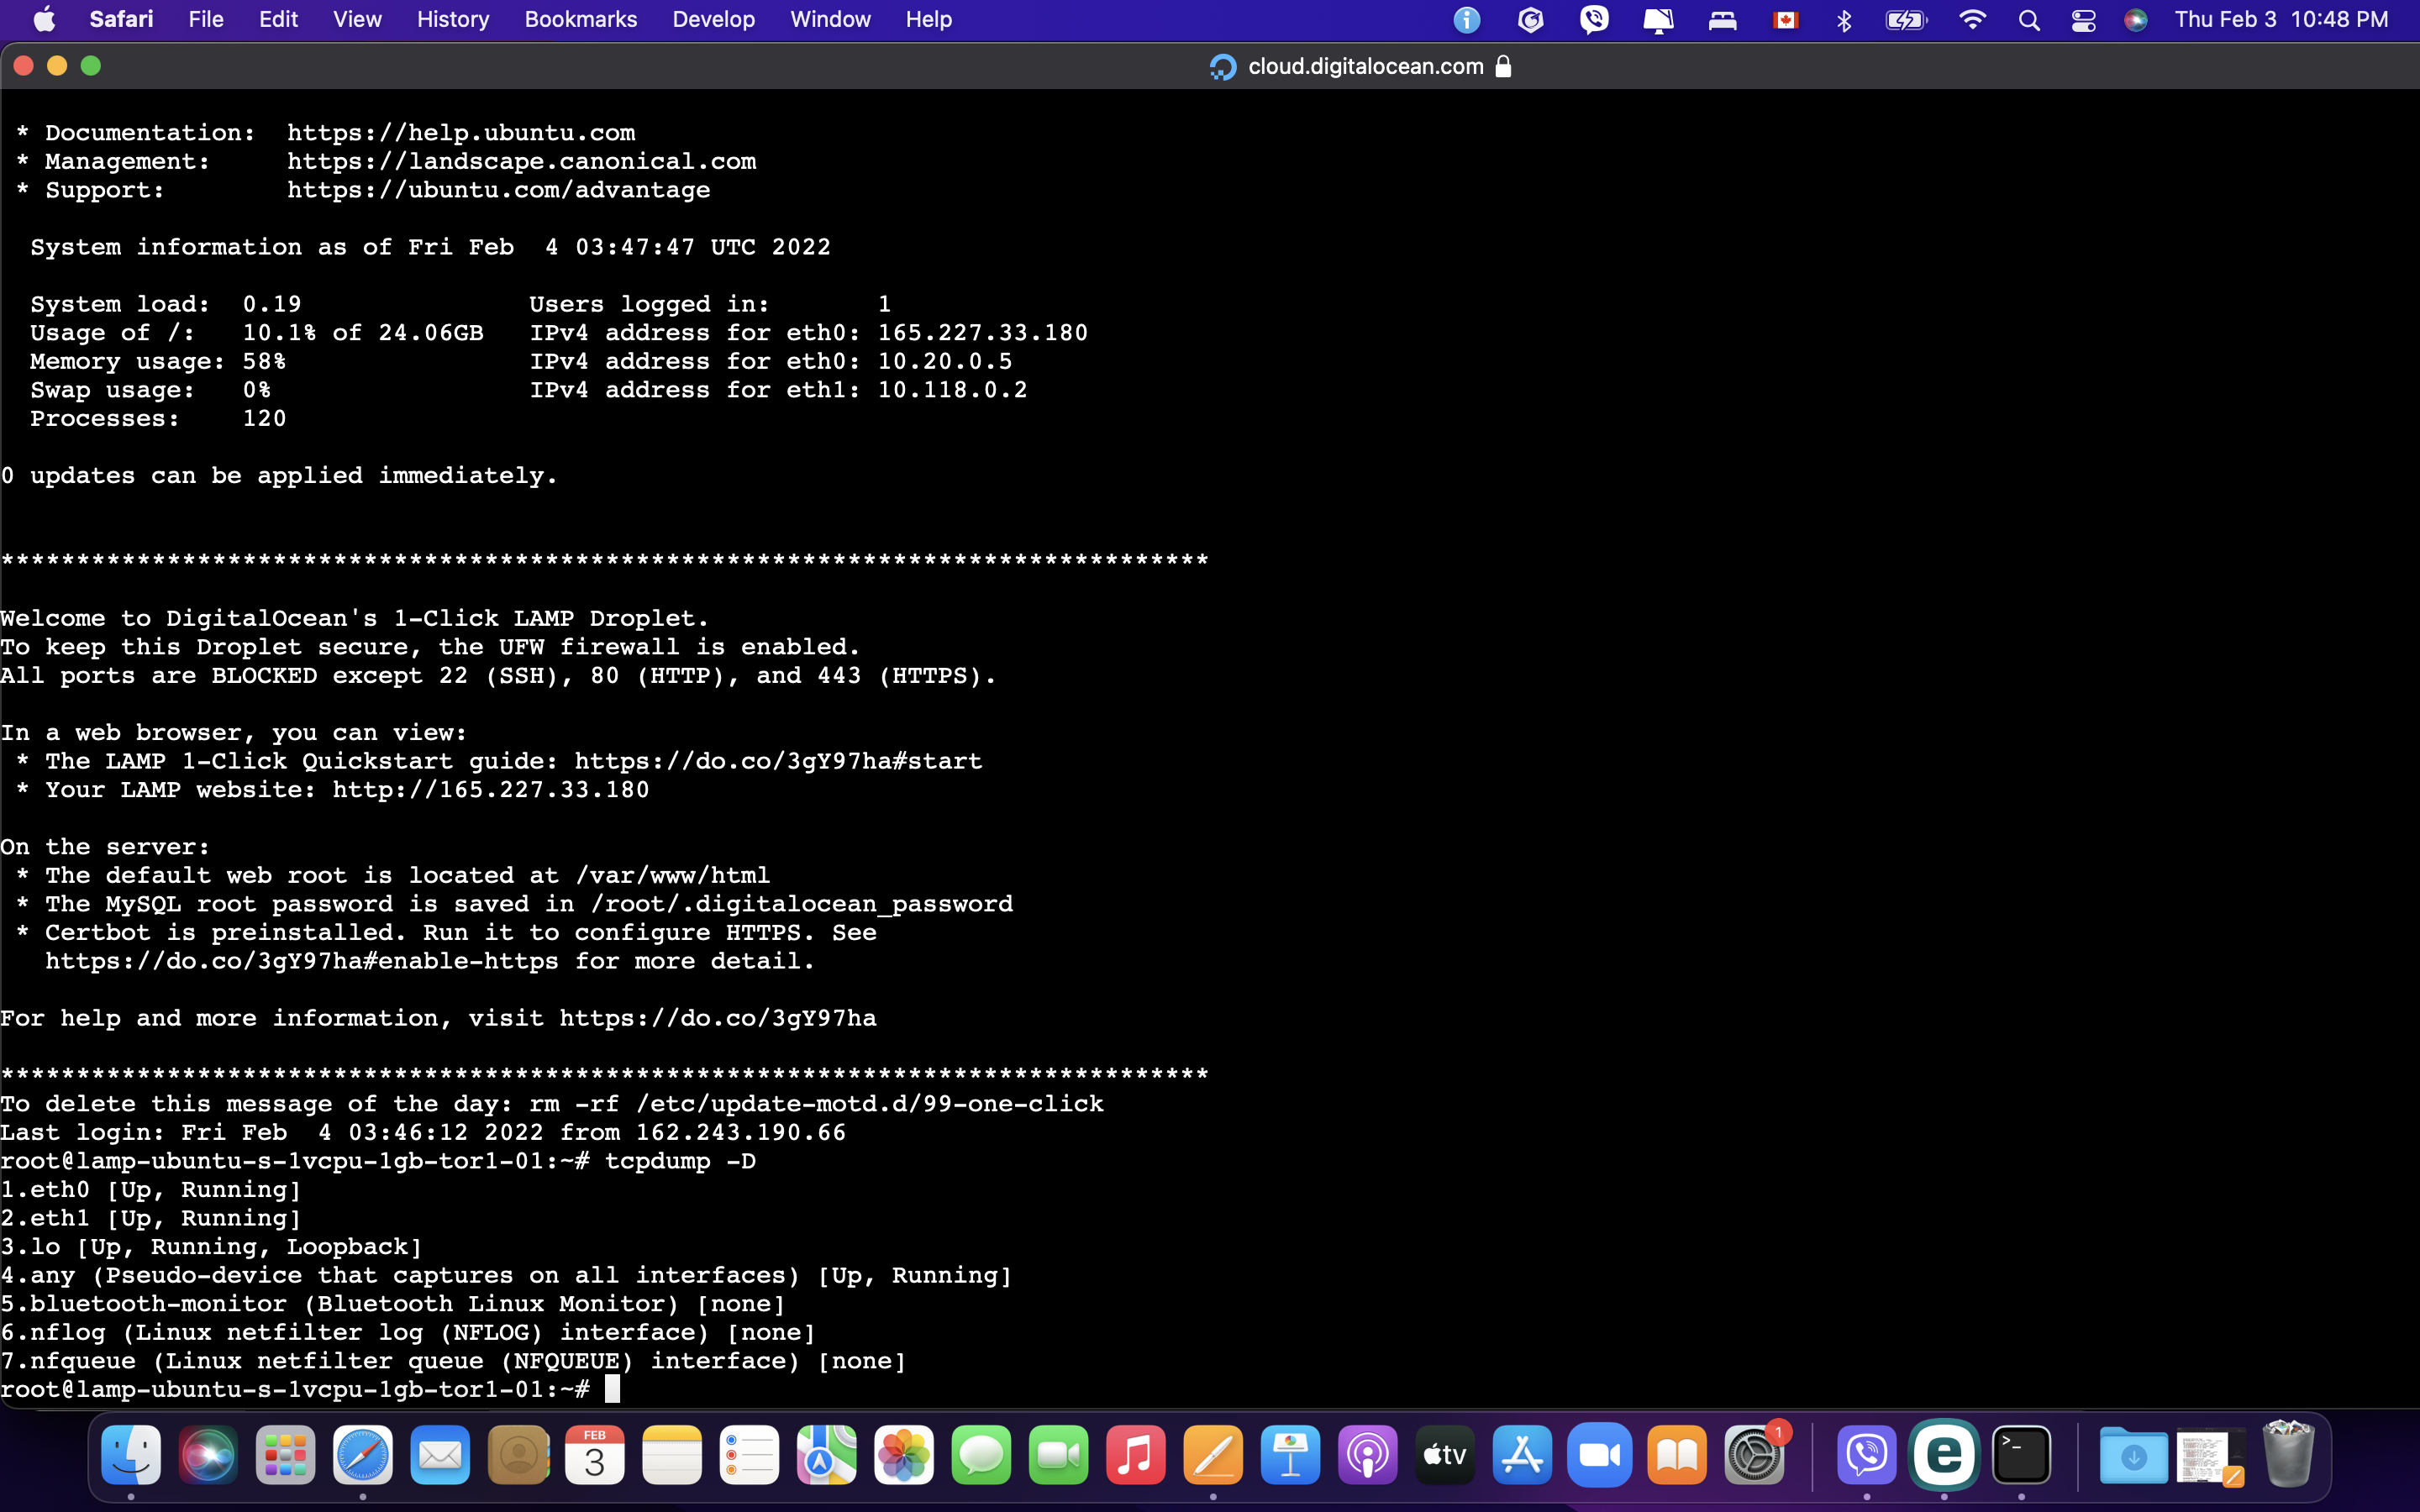 Safari File Edit View History Bookmarks Develop Window Help Thu Feb 3 10:48 PM
cloud.digitalocean.com
* Documentation:  https://help.ubuntu.com
* Management:     https://landscape.canonical.com
* Support:        https://ubuntu.com/advantage
System information as of Fri Feb  4 03:47:47 UTC 2022
System load:  0.19                Users logged in:       1
Usage of /:   10.1% of 24.06GB   IPv4 address for eth0: 165.227.33.180
Memory usage: 58%                IPv4 address for eth0: 10.20.0.5
Swap usage:   0%                 IPv4 address for eth1: 10.118.0.2
Processes:    120
0 updates can be applied immediately.
********************************************************************************
Welcome to DigitalOcean's 1-Click LAMP Droplet.
To keep this Droplet secure, the UFW firewall is enabled.
All ports are BLOCKED except 22 (SSH), 80 (HTTP), and 443 (HTTPS).
In a web browser, you can view:
* The LAMP 1-Click Quickstart guide: https://do.co/3gY97ha#start
* Your LAMP website: http://165.227.33.180
On the server:
* The default web root is located at /var/www/html
* The MySQL root password is saved in /root/.digitalocean_password
* Certbot is preinstalled. Run it to configure HTTPS. See
https://do.co/3gY97ha#enable-https for more detail.
For help and more information, visit https://do.co/3gY97ha
********************************************************************************
To delete this message of the day: rm -rf /etc/update-motd.d/99-one-click
Last login: Fri Feb  4 03:46:12 2022 from 162.243.190.66
root@lamp-ubuntu-s-1vcpu-1gb-tor1-01:~# tcpdump -D
1.eth0 [Up, Running]
2.eth1 [Up, Running]
3.lo [Up, Running, Loopback]
4.any (Pseudo-device that captures on all interfaces) [Up, Running]
5.bluetooth-monitor (Bluetooth Linux Monitor) [none]
6.nflog (Linux netfilter log (NFLOG) interface) [none]
7.nfqueue (Linux netfilter queue (NFQUEUE) interface) [none]
root@lamp-ubuntu-s-1vcpu-1gb-tor1-01:~#
FEB
3
tv
1
e
>_